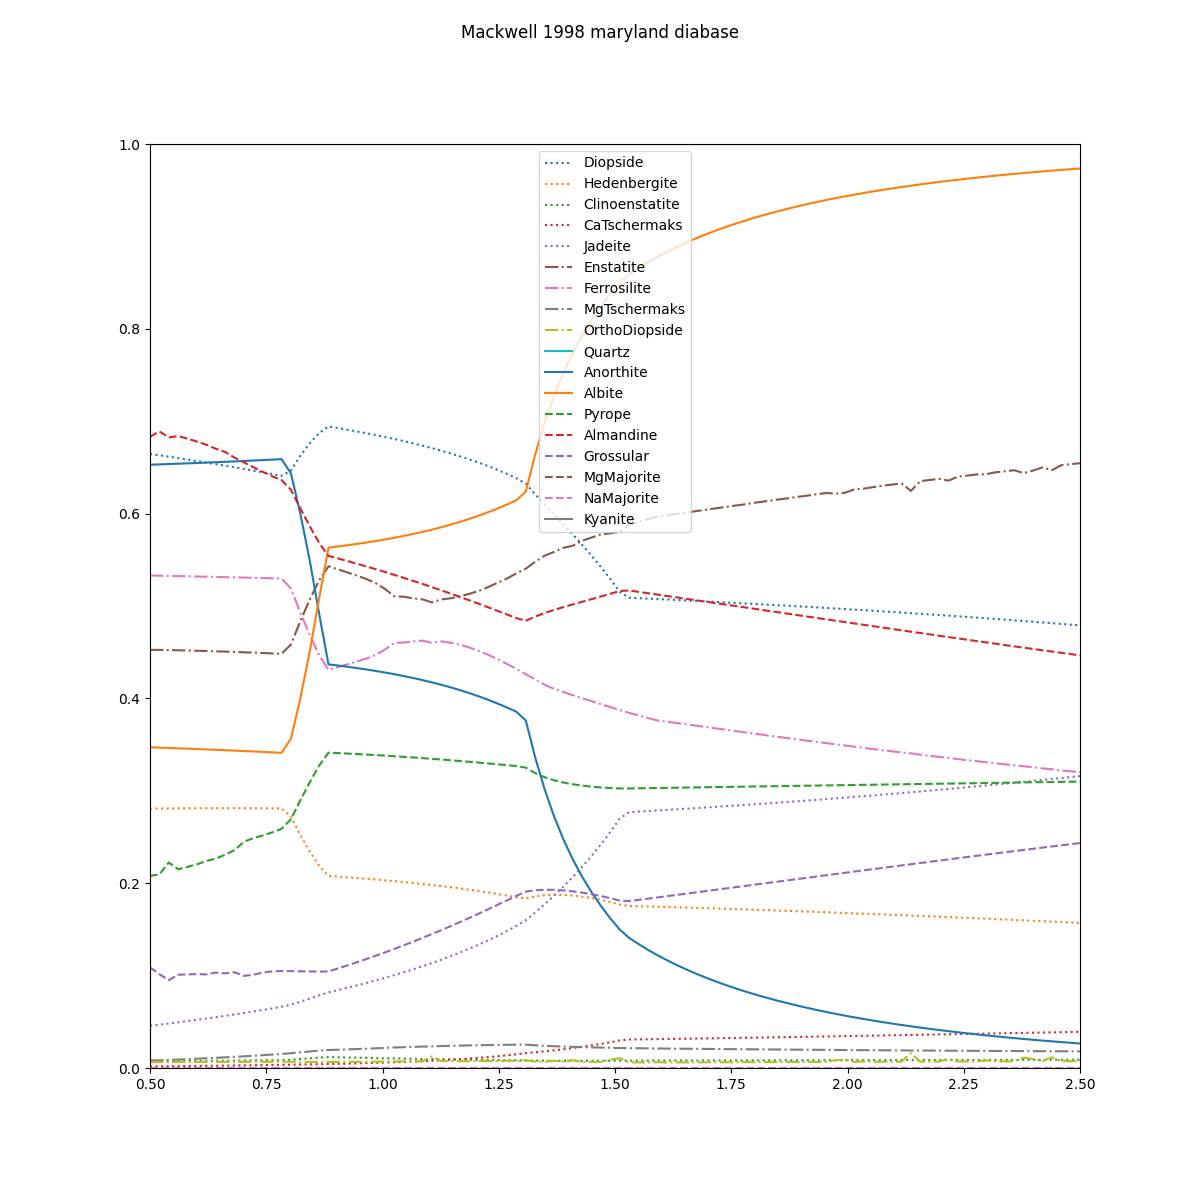 Mackwell 1998 maryland diabase
1.0
0.8
0.6
0.4
0.2
0.0
Diopside
Hedenbergite
Clinoenstatite
CaTschermaks
Jadeite
Enstatite
Ferrosilite
MgTschermaks
OrthoDiopside
Quartz
Anorthite
Albite
Pyrope
Almandine
Grossular
MgMajorite
NaMajorite
Kyanite
0.50 0.75 1.00 1.25 1.50 1.75 2.00 2.25 2.50